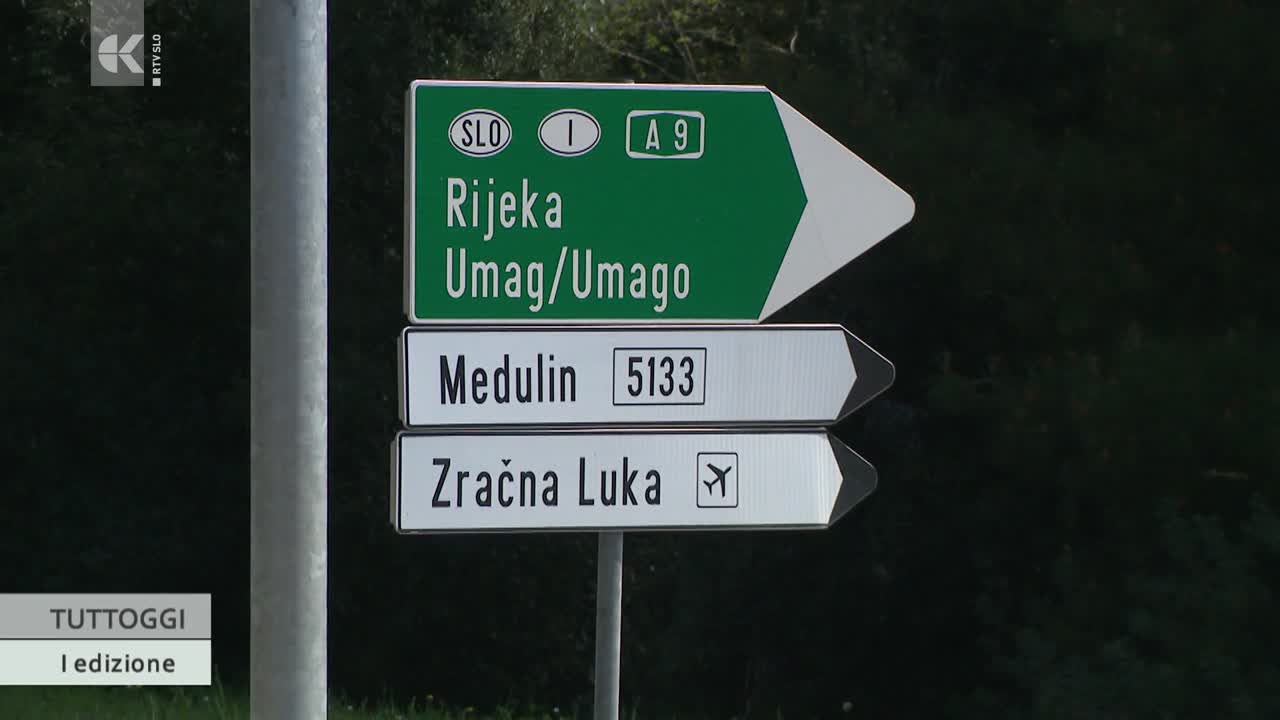 RTV SLO
SLO I A 9
Rijeka
Umag/Umago
Medulin 5133
Zračna Luka
TUTTOGGI
I edizione